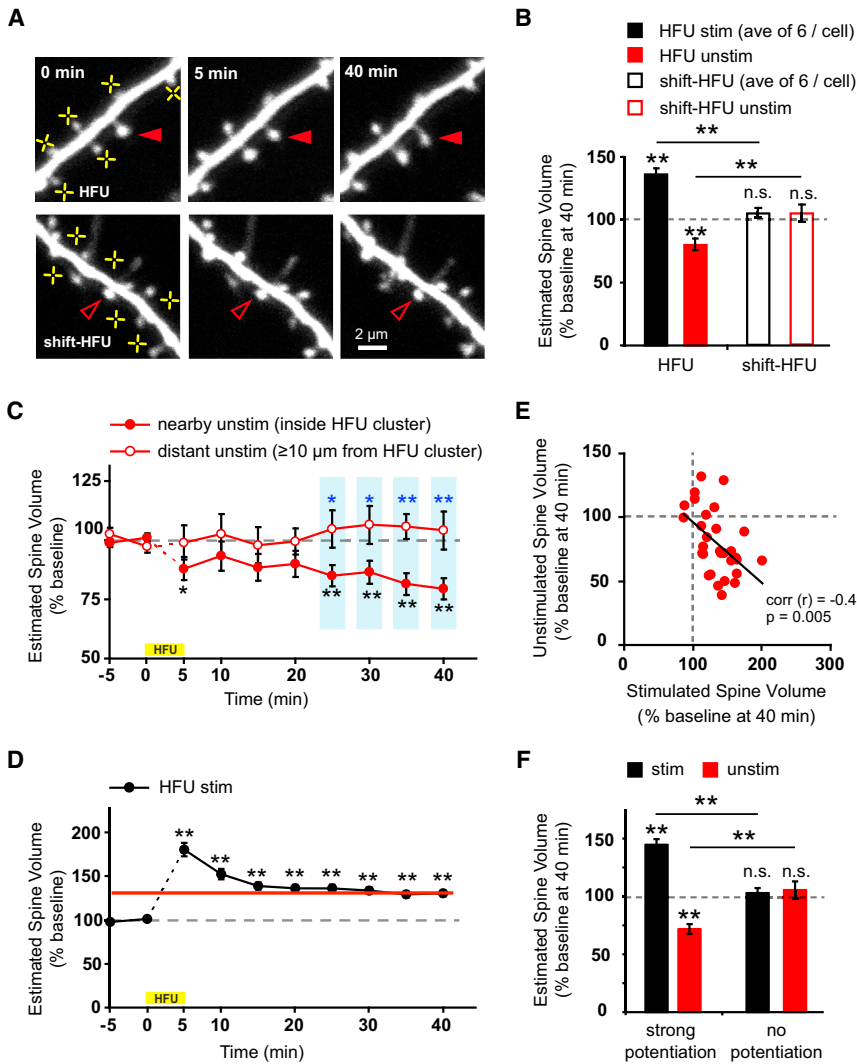 A
0 min
5 min
40 min
HFU
shift-HFU
2 µm
B
HFU stim (ave of 6 / cell)
HFU unstim
shift-HFU (ave of 6 / cell)
shift-HFU unstim
**
**
**
**
n.s.
n.s.
150
100
50
0
Estimated Spine Volume
(% baseline at 40 min)
HFU
shift-HFU
C
nearby unstim (inside HFU cluster)
distant unstim (≥10 µm from HFU cluster)
125
100
75
50
Estimated Spine Volume
(% baseline)
* * ** **
* ** ** ** **
HFU
-5 0 5 10 20 30 40
Time (min)
E
150
100
50
0
Unstimulated Spine Volume
(% baseline at 40 min)
corr (r) = -0.4
p = 0.005
0 100 200 300
Stimulated Spine Volume
(% baseline at 40 min)
D
HFU stim
200
150
100
50
0
Estimated Spine Volume
(% baseline)
** ** ** ** ** ** ** **
HFU
-5 0 5 10 20 30 40
Time (min)
F
stim
unstim
**
**
**
**
n.s.
n.s.
150
100
50
0
Estimated Spine Volume
(% baseline at 40 min)
strong
potentiation
no
potentiation